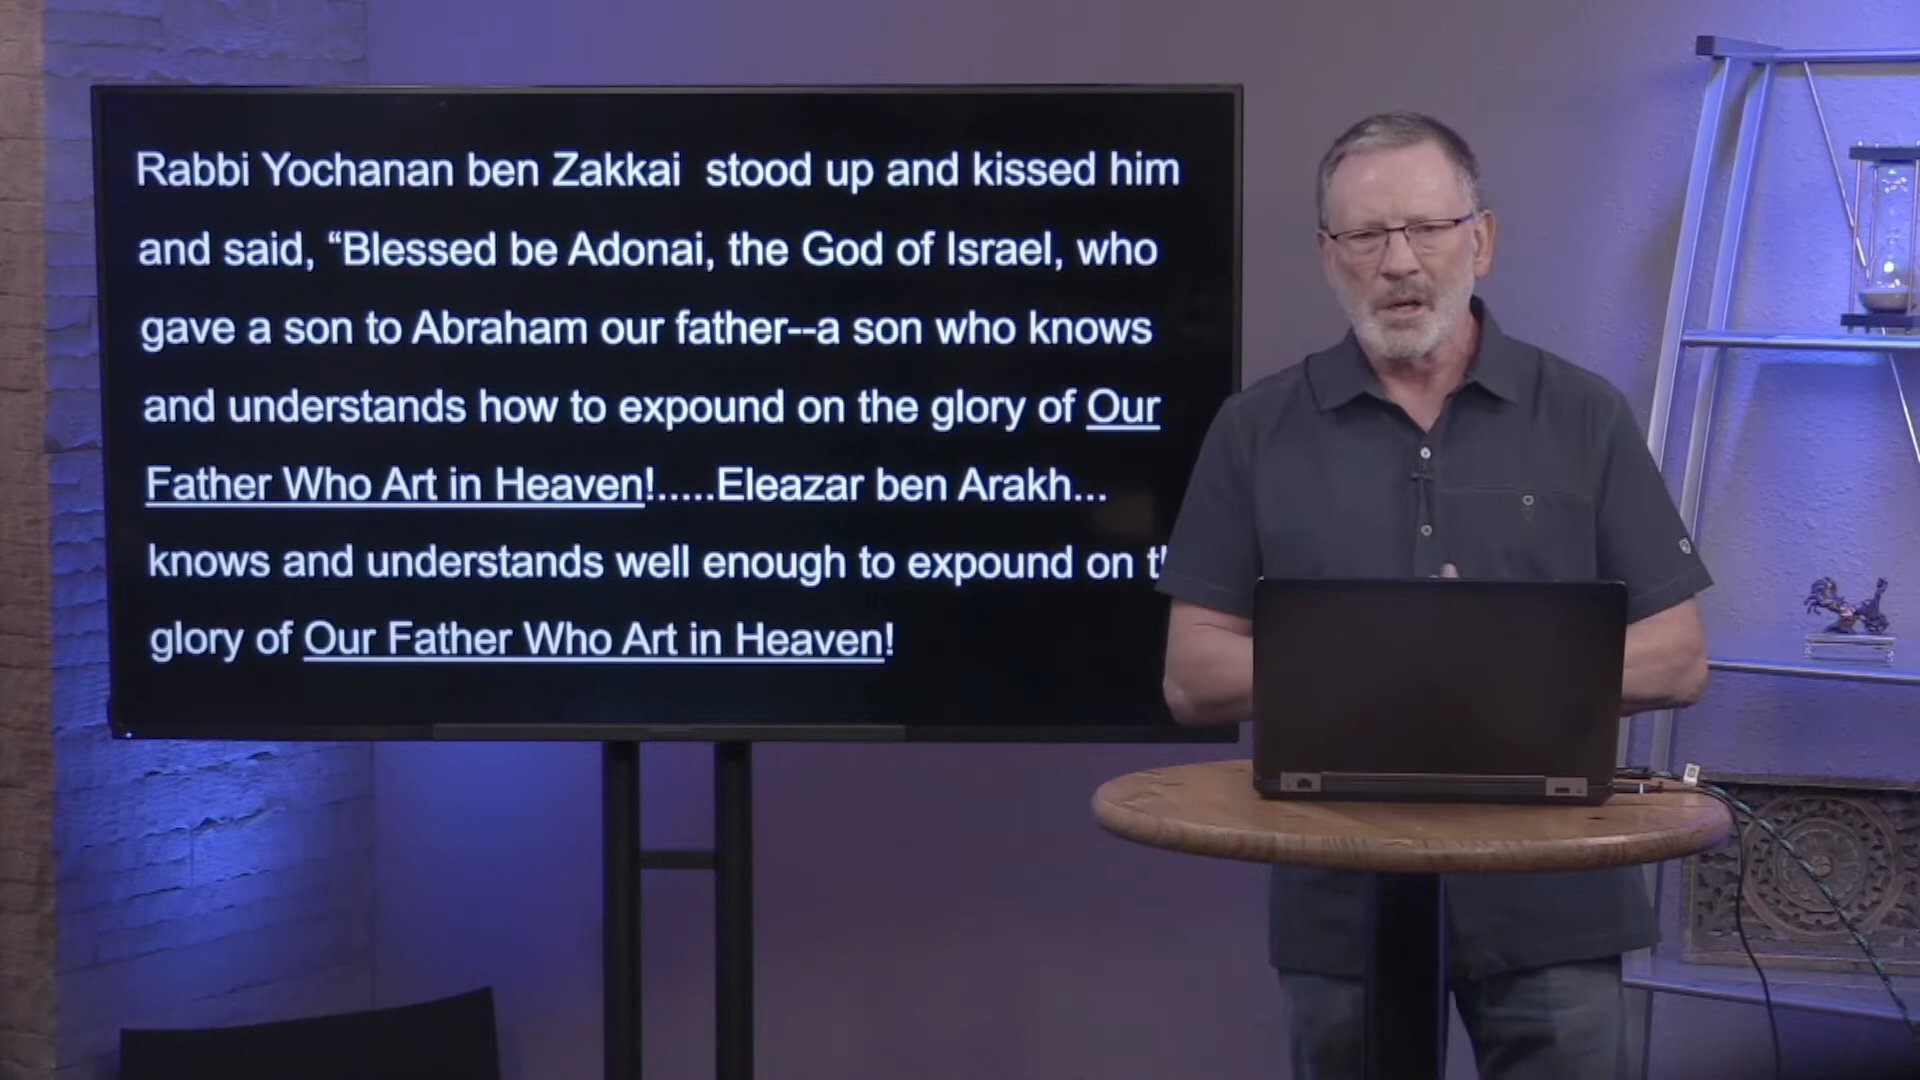 Rabbi Yochanan ben Zakkai  stood up and kissed him
and said, “Blessed be Adonai, the God of Israel, who
gave a son to Abraham our father--a son who knows
and understands how to expound on the glory of Our
Father Who Art in Heaven!.....Eleazar ben Arakh...
knows and understands well enough to expound on
glory of Our Father Who Art in Heaven!